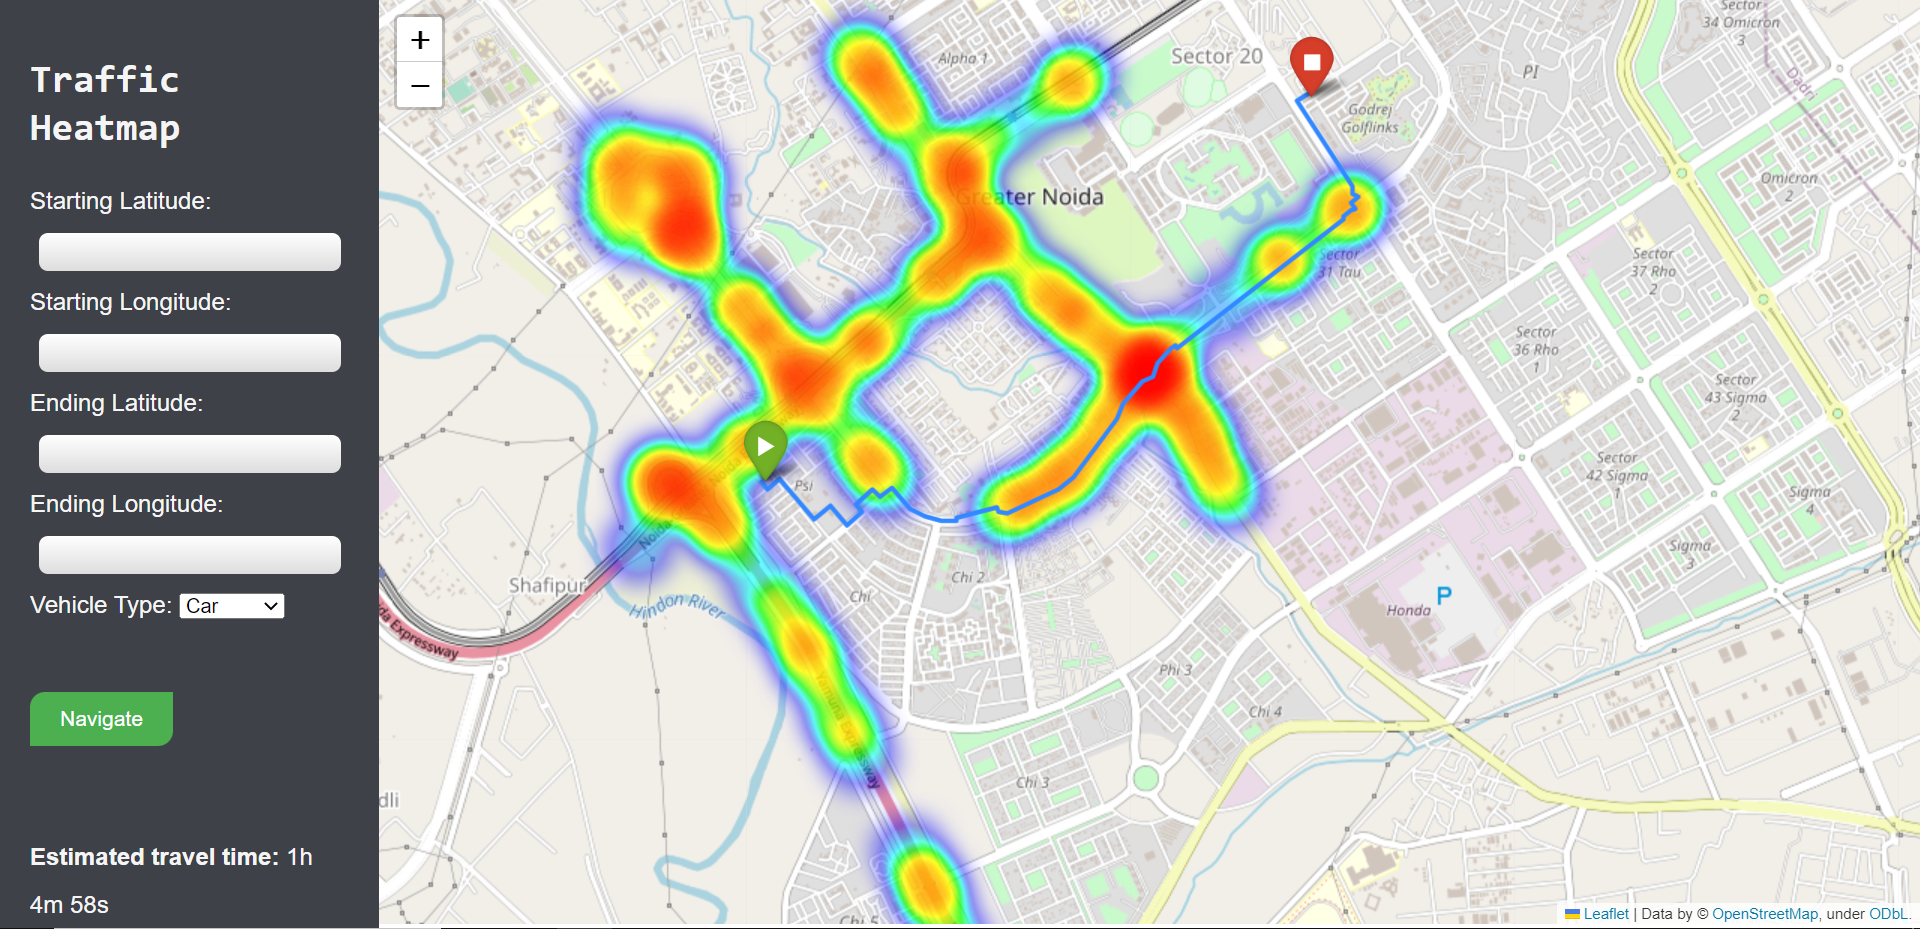 Traffic
Heatmap
Starting Latitude:
Starting Longitude:
Ending Latitude:
Ending Longitude:
Vehicle Type: Car
Navigate
Estimated travel time: 1h
4m 58s
+
−
Alpha 1
Sector 20
Sector
34 Omicron
3
PI
Dadri
Godrej
Golflinks
Greater Noida
Omicron
2
Sector
31 Tau
Sector
37 Rho
2
Sector
36 Rho
1
Sector
43 Sigma
2
Sector
42 Sigma
1
Sigma
4
Sigma
3
Psi
Noida
Noida
Shafipur
Hindon River
da Expressway
Chi
Chi 2
Honda
P
Phi 3
Chi 4
Yamuna Expressway
Chi 3
dli
Chi 5
Leaflet | Data by © OpenStreetMap, under ODbL.